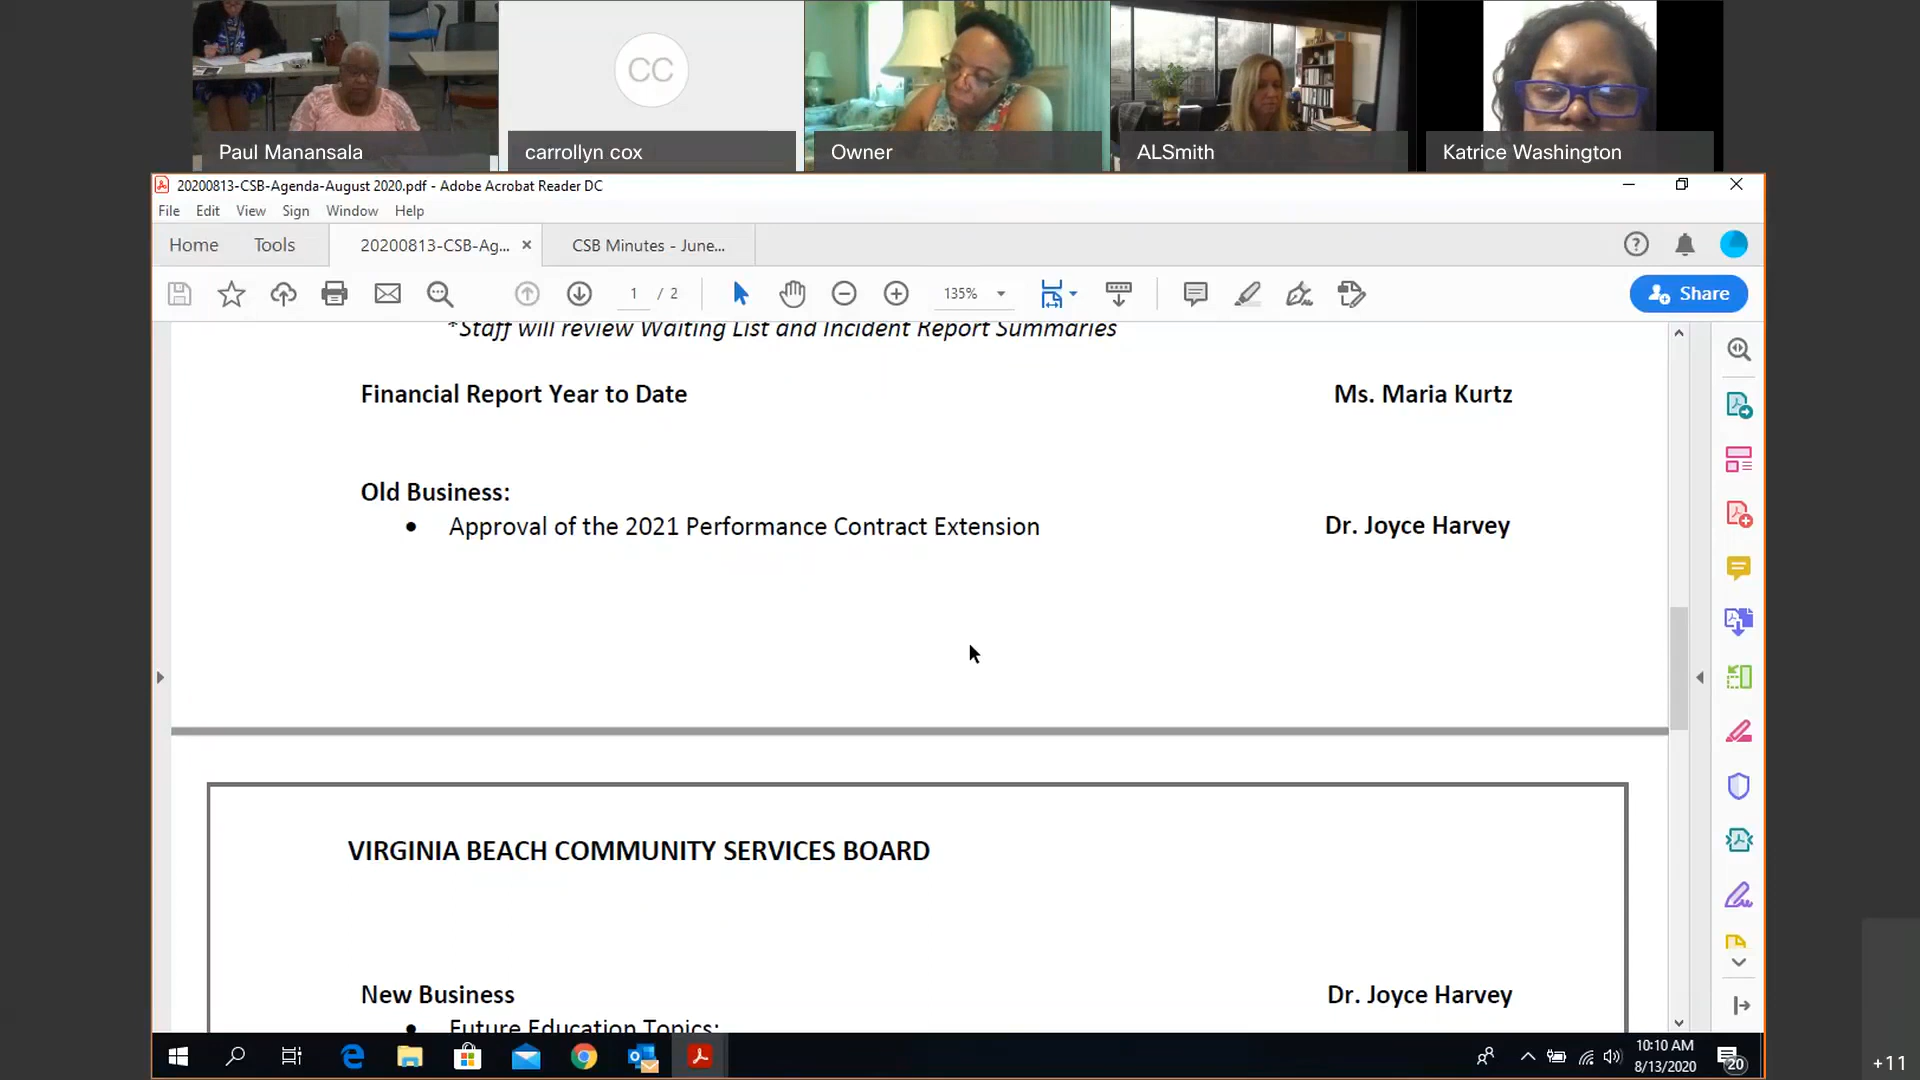 CC
Paul Manansala
carrollyn cox
Owner
ALSmith
Katrice Washington
20200813-CSB-Agenda-August 2020.pdf - Adobe Acrobat Reader DC
File Edit View Sign Window Help
Home Tools 20200813-CSB-Ag... × CSB Minutes - June...
1 / 2 135% Share
*Staff will review Waiting List and Incident Report Summaries
Financial Report Year to Date Ms. Maria Kurtz
Old Business:
• Approval of the 2021 Performance Contract Extension Dr. Joyce Harvey
VIRGINIA BEACH COMMUNITY SERVICES BOARD
New Business Dr. Joyce Harvey
• Future Education Topics:
10:10 AM
8/13/2020
20
+11